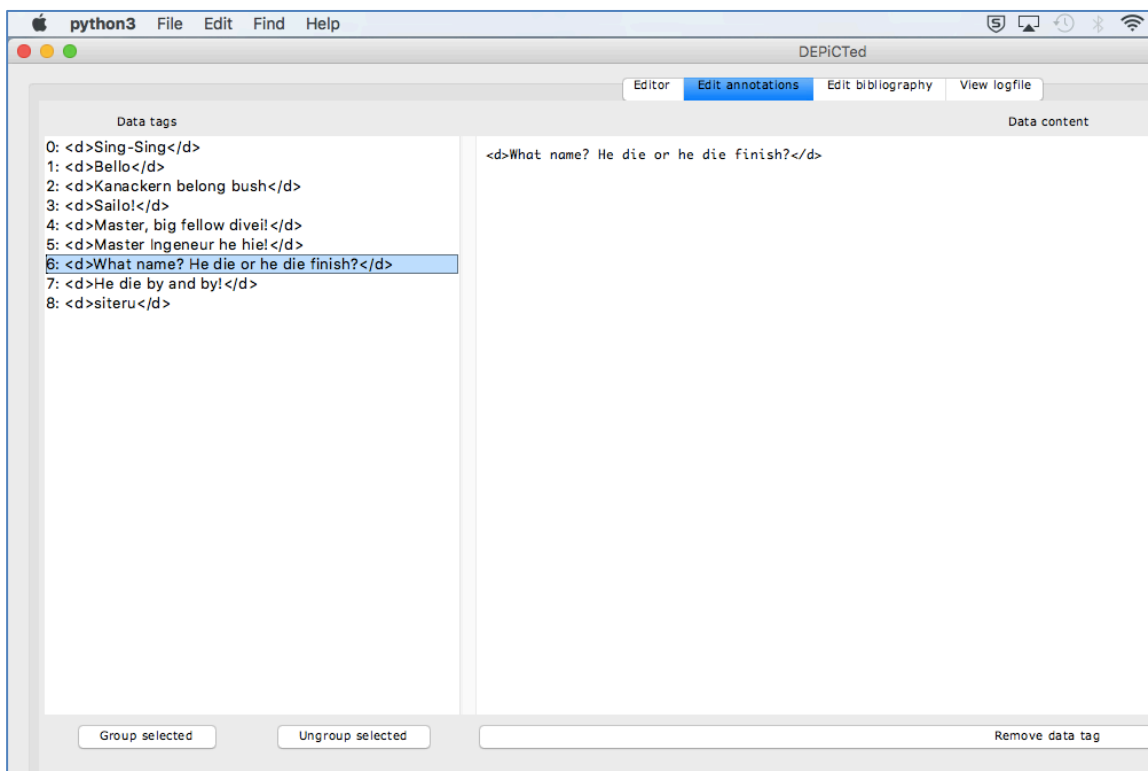 python3 File Edit Find Help
DEPiCTed
Editor Edit annotations Edit bibliography View logfile
Data tags
Data content
0: <d>Sing-Sing</d>
1: <d>Bello</d>
2: <d>Kanackern belong bush</d>
3: <d>Sailo!</d>
4: <d>Master, big fellow divei!</d>
5: <d>Master Ingeneur he hie!</d>
6: <d>What name? He die or he die finish?</d>
7: <d>He die by and by!</d>
8: <d>siteru</d>
<d>What name? He die or he die finish?</d>
Group selected Ungroup selected Remove data tag